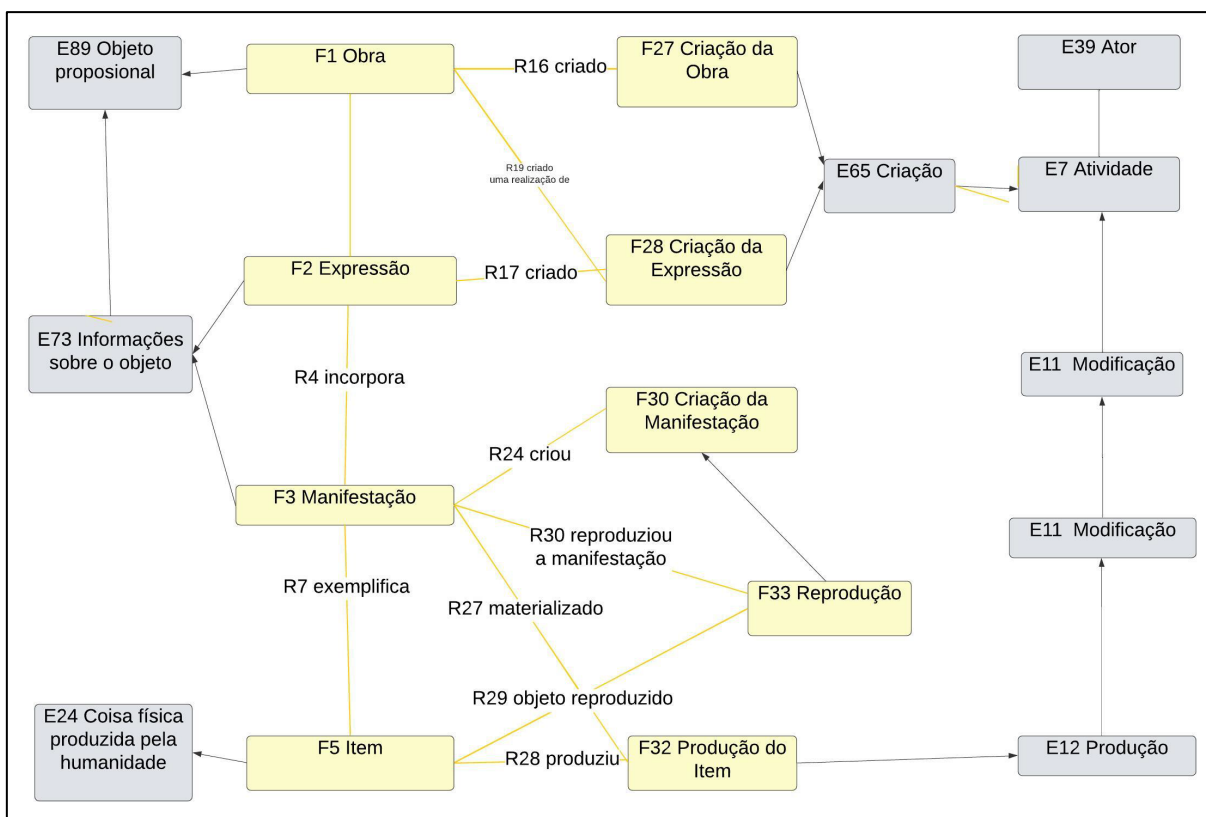 E89 Objeto
proposional
F1 Obra
R16 criado
F27 Criação da
Obra
E39 Ator
R19 criado
uma realização de
E65 Criação
E7 Atividade
F2 Expressão
R17 criado
F28 Criação da
Expressão
E73 Informações
sobre o objeto
R4 incorpora
E11 Modificação
F30 Criação da
Manifestação
R24 criou
F3 Manifestação
R30 reproduziou
a manifestação
E11 Modificação
R7 exemplifica
R27 materializado
F33 Reprodução
R29 objeto reproduzido
E24 Coisa física
produzida pela
humanidade
F5 Item
R28 produziu
F32 Produção do
Item
E12 Produção